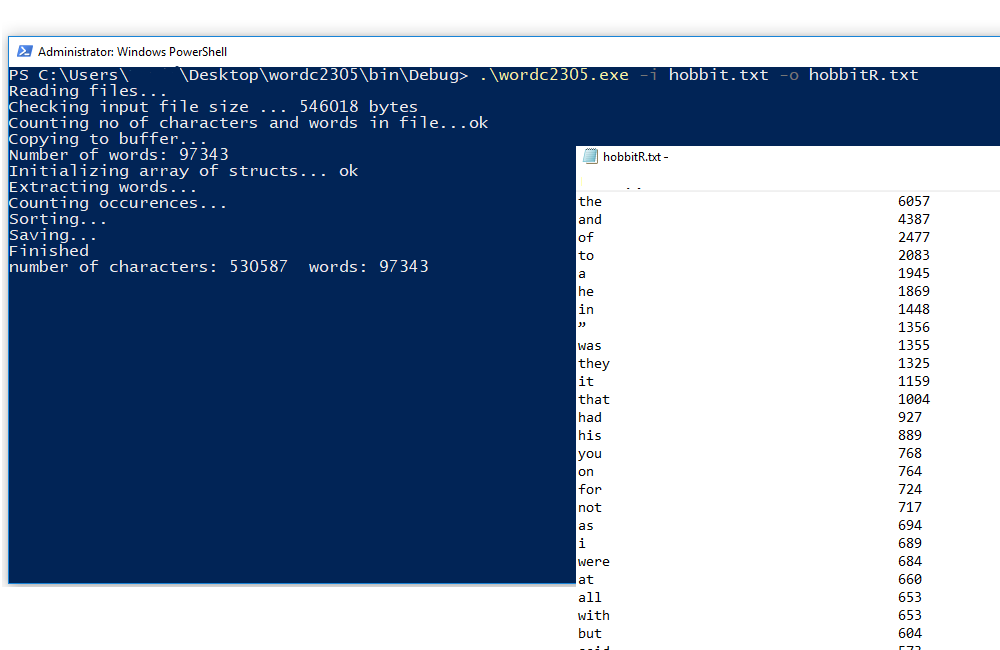 Administrator: Windows PowerShell
PS C:\Users\ \Desktop\wordc2305\bin\Debug> .\wordc2305.exe -i hobbit.txt -o hobbitR.txt
Reading files...
Checking input file size ... 546018 bytes
Counting no of characters and words in file...ok
Copying to buffer...
Number of words: 97343
Initializing array of structs... ok
Extracting words...
Counting occurences...
Sorting...
Saving...
Finished
number of characters: 530587  words: 97343
hobbitR.txt -
the 6057
and 4387
of 2477
to 2083
a 1945
he 1869
in 1448
” 1356
was 1355
they 1325
it 1159
that 1004
had 927
his 889
you 768
on 764
for 724
not 717
as 694
i 689
were 684
at 660
all 653
with 653
but 604